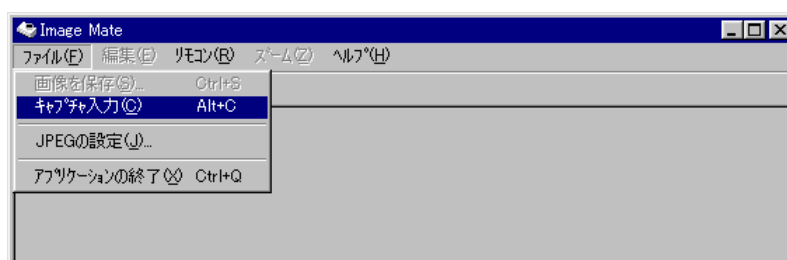 Image Mate
ﾌｧｲﾙ(F) 編集(E) ﾘﾓｺﾝ(R) ｽﾞｰﾑ(Z) ﾍﾙﾌﾟ(H)
画像を保存(S)... Ctrl+S
ｷｬﾌﾟﾁｬ入力(C) Alt+C
JPEGの設定(J)...
ｱﾌﾟﾘｹｰｼｮﾝの終了(X) Ctrl+Q